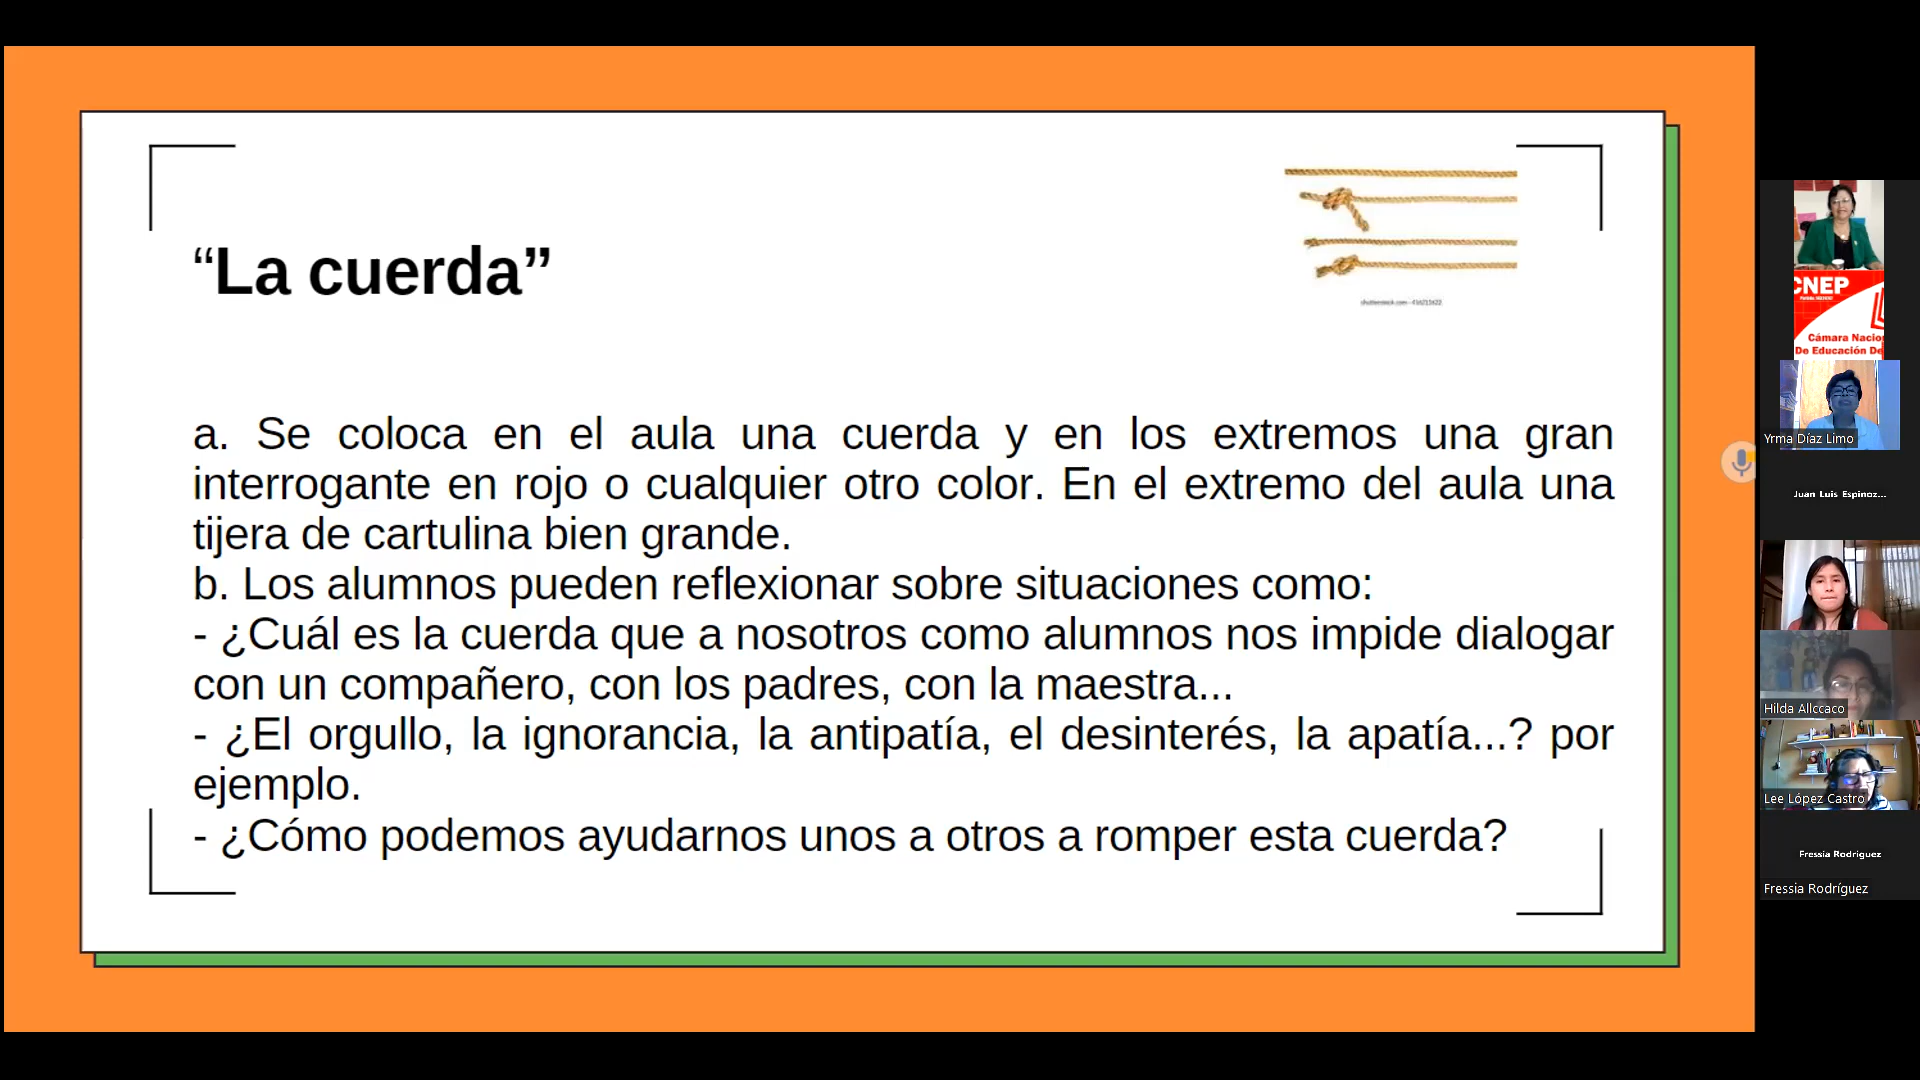 “La cuerda”
shutterstock.com · 416211622
a. Se coloca en el aula una cuerda y en los extremos una gran
interrogante en rojo o cualquier otro color. En el extremo del aula una
tijera de cartulina bien grande.
b. Los alumnos pueden reflexionar sobre situaciones como:
- ¿Cuál es la cuerda que a nosotros como alumnos nos impide dialogar
con un compañero, con los padres, con la maestra...
- ¿El orgullo, la ignorancia, la antipatía, el desinterés, la apatía...? por
ejemplo.
- ¿Cómo podemos ayudarnos unos a otros a romper esta cuerda?
CNEP
Cámara Nacio
De Educación De
Yrma Díaz Limo
Juan Luis Espinoz...
Hilda Allccaco
Lee López Castro
Fressia Rodriguez
Fressia Rodríguez